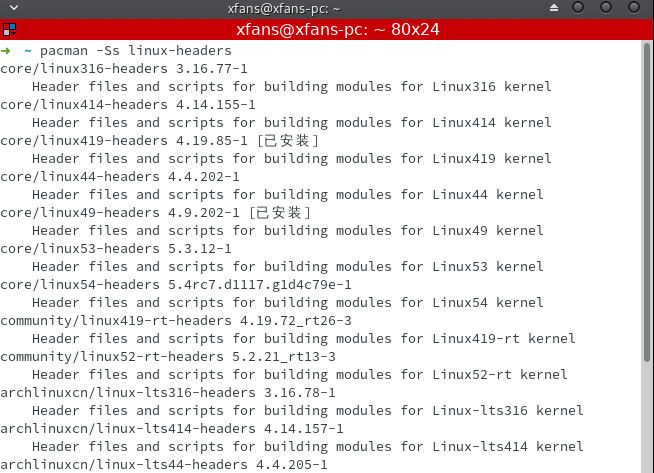 xfans@xfans-pc: ~
xfans@xfans-pc: ~ 80x24
➜ ~ pacman -Ss linux-headers
core/linux316-headers 3.16.77-1
Header files and scripts for building modules for Linux316 kernel
core/linux414-headers 4.14.155-1
Header files and scripts for building modules for Linux414 kernel
core/linux419-headers 4.19.85-1 [已安装]
Header files and scripts for building modules for Linux419 kernel
core/linux44-headers 4.4.202-1
Header files and scripts for building modules for Linux44 kernel
core/linux49-headers 4.9.202-1 [已安装]
Header files and scripts for building modules for Linux49 kernel
core/linux53-headers 5.3.12-1
Header files and scripts for building modules for Linux53 kernel
core/linux54-headers 5.4rc7.d1117.g1d4c79e-1
Header files and scripts for building modules for Linux54 kernel
community/linux419-rt-headers 4.19.72_rt26-3
Header files and scripts for building modules for Linux419-rt kernel
community/linux52-rt-headers 5.2.21_rt13-3
Header files and scripts for building modules for Linux52-rt kernel
archlinuxcn/linux-lts316-headers 3.16.78-1
Header files and scripts for building modules for Linux-lts316 kernel
archlinuxcn/linux-lts414-headers 4.14.157-1
Header files and scripts for building modules for Linux-lts414 kernel
archlinuxcn/linux-lts44-headers 4.4.205-1